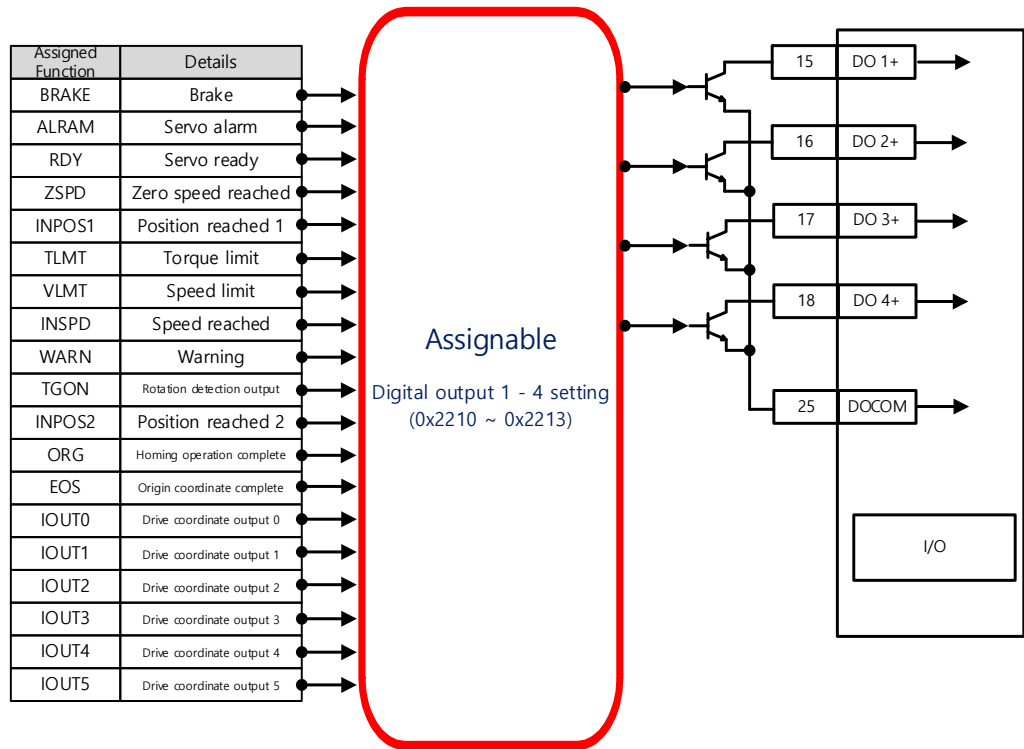 Assigned
Function
Details
BRAKE
Brake
ALRAM
Servo alarm
RDY
Servo ready
ZSPD
Zero speed reached
INPOS1
Position reached 1
TLMT
Torque limit
VLMT
Speed limit
INSPD
Speed reached
WARN
Warning
TGON
Rotation detection output
INPOS2
Position reached 2
ORG
Homing operation complete
EOS
Origin coordinate complete
IOUT0
Drive coordinate output 0
IOUT1
Drive coordinate output 1
IOUT2
Drive coordinate output 2
IOUT3
Drive coordinate output 3
IOUT4
Drive coordinate output 4
IOUT5
Drive coordinate output 5
Assignable
Digital output 1 - 4 setting
(0x2210 ~ 0x2213)
15
DO 1+
16
DO 2+
17
DO 3+
18
DO 4+
25
DOCOM
I/O